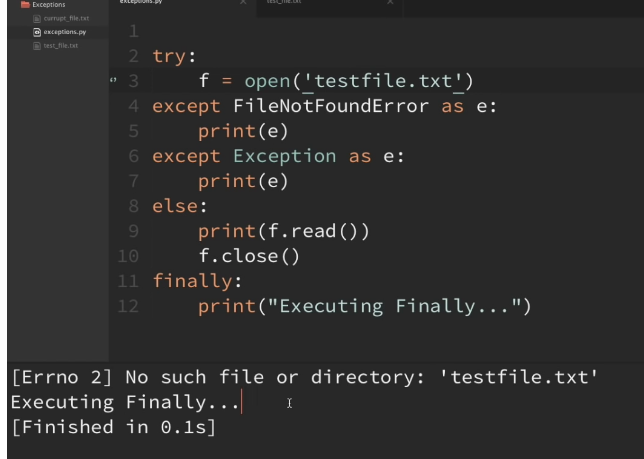 Exceptions
currupt_file.txt
exceptions.py
test_file.txt
exceptions.py
test_file.txt
1
2 try:
3 f = open('testfile.txt')
4 except FileNotFoundError as e:
5 print(e)
6 except Exception as e:
7 print(e)
8 else:
9 print(f.read())
10 f.close()
11 finally:
12 print("Executing Finally...")
[Errno 2] No such file or directory: 'testfile.txt'
Executing Finally...
[Finished in 0.1s]